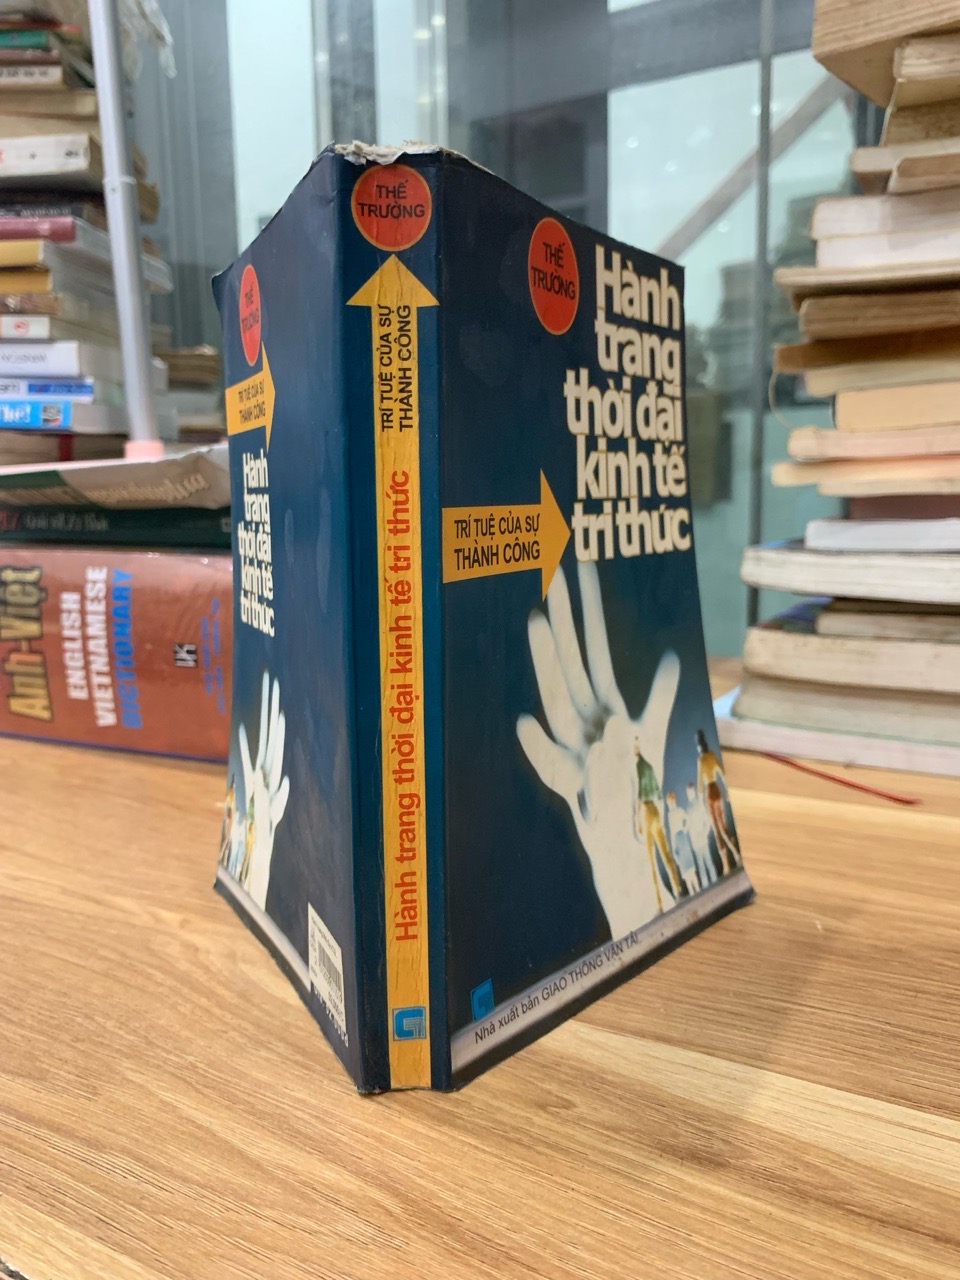 THẾ
TRƯỜNG
TRÍ TUỆ CỦA SỰ
THÀNH CÔNG
Hành trang thời đại kinh tế tri thức
THẾ
TRƯỜNG
Hành
trang
thời đại
kinh tế
tri thức
TRÍ TUỆ CỦA SỰ
THÀNH CÔNG
Nhà xuất bản GIAO THÔNG VẬN TẢI
THẾ
TRƯỜNG
TRÍ TUỆ CỦA SỰ
THÀNH CÔNG
Hành
trang
thời đại
kinh tế
tri thức
Anh-Việt
ENGLISH
VIETNAMESE
DICTIONARY